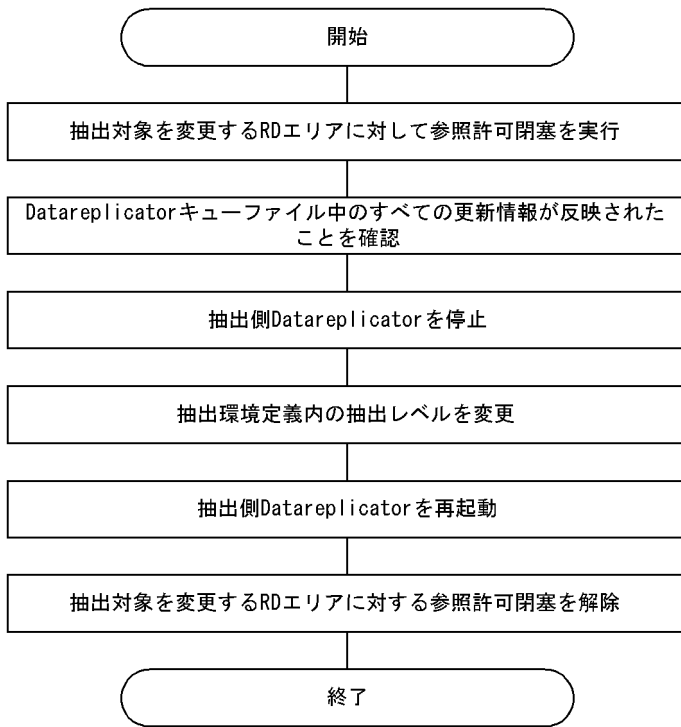 開始
抽出対象を変更するRDエリアに対して参照許可閉塞を実行
Datareplicatorキューファイル中のすべての更新情報が反映された
ことを確認
抽出側Datareplicatorを停止
抽出環境定義内の抽出レベルを変更
抽出側Datareplicatorを再起動
抽出対象を変更するRDエリアに対する参照許可閉塞を解除
終了